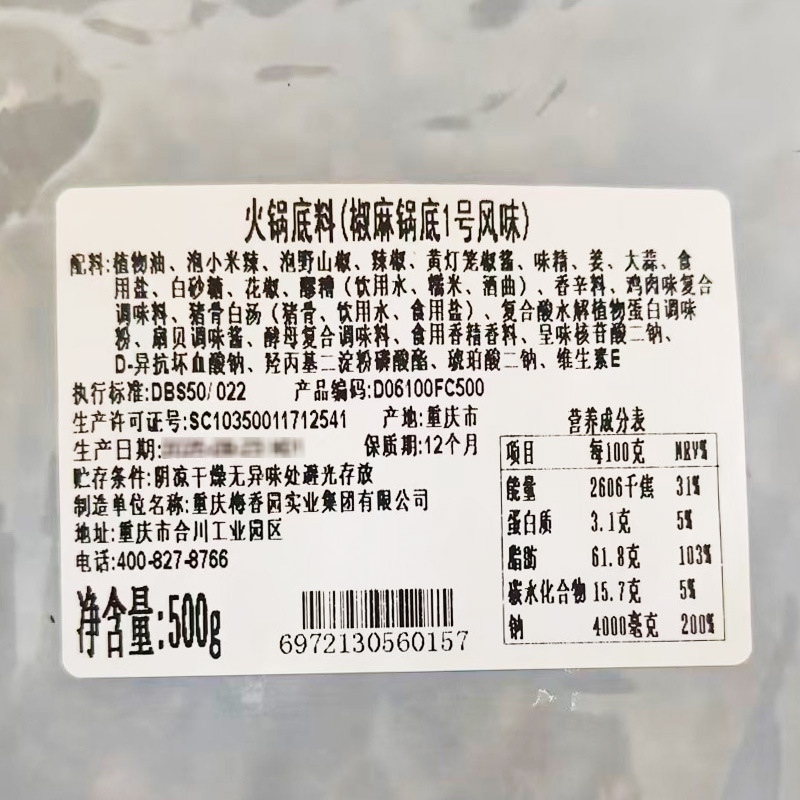 火锅底料(椒麻锅底1号风味)
配料:植物油、泡小米辣、泡野山椒、辣椒、黄灯笼椒酱、味精、姜、大蒜、食
用盐、白砂糖、花椒、醪糟（饮用水、糯米、酒曲）、香辛料、鸡肉味复合
调味料、猪骨白汤（猪骨、饮用水、食用盐）、复合酸水解植物蛋白调味
粉、扇贝调味酱、酵母复合调味料、食用香精香料、呈味核苷酸二钠、
D-异抗坏血酸钠、羟丙基二淀粉磷酸酯、琥珀酸二钠、维生素E
执行标准:DBS50/022 产品编码:D06100FC500
生产许可证号:SC10350011712541 产地:重庆市
生产日期: 保质期:12个月
贮存条件:阴凉干燥无异味处避光存放
制造单位名称:重庆梅香园实业集团有限公司
地址:重庆市合川工业园区
电话:400-827-8766
净含量:500g
6972130560157
营养成分表
项目 每100克 NRV%
能量 2606千焦 31%
蛋白质 3.1克 5%
脂肪 61.8克 103%
碳水化合物 15.7克 5%
钠 4000毫克 200%